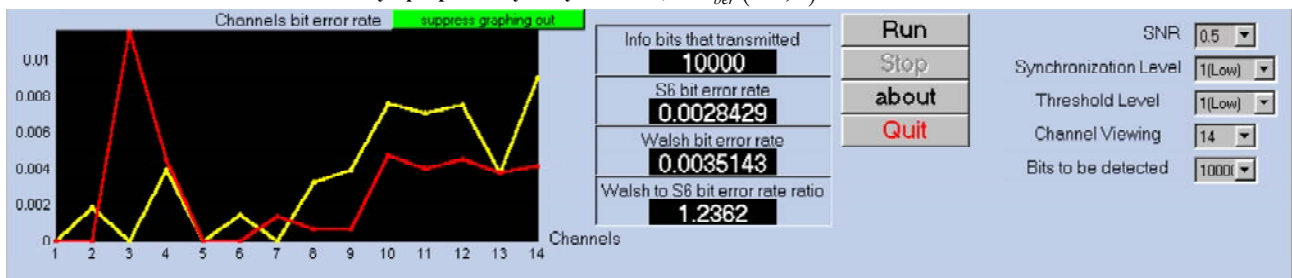 Channels bit error rate
suppress graphing out
0.01
0.008
0.006
0.004
0.002
0
1 2 3 4 5 6 7 8 9 10 11 12 13 14
Channels
Info bits that transmitted
10000
S6 bit error rate
0.0028429
Walsh bit error rate
0.0035143
Walsh to S6 bit error rate ratio
1.2362
Run
Stop
about
Quit
SNR 0.5
Synchronization Level 1(Low)
Threshold Level 1(Low)
Channel Viewing 14
Bits to be detected